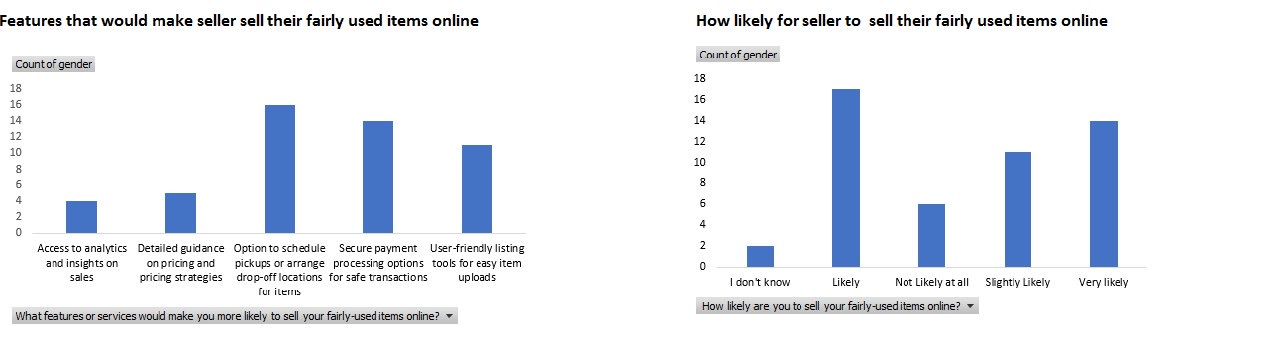 Features that would make seller sell their fairly used items online
Count of gender
18
16
14
12
10
8
6
4
2
0
Access to analytics
and insights on
sales
Detailed guidance
on pricing and
pricing strategies
Option to schedule
pickups or arrange
drop-off locations
for items
Secure payment
processing options
for safe transactions
User-friendly listing
tools for easy item
uploads
What features or services would make you more likely to sell your fairly-used items online?
How likely for seller to sell their fairly used items online
Count of gender
18
16
14
12
10
8
6
4
2
0
I don't know
Likely
Not Likely at all
Slightly Likely
Very likely
How likely are you to sell your fairly-used items online?